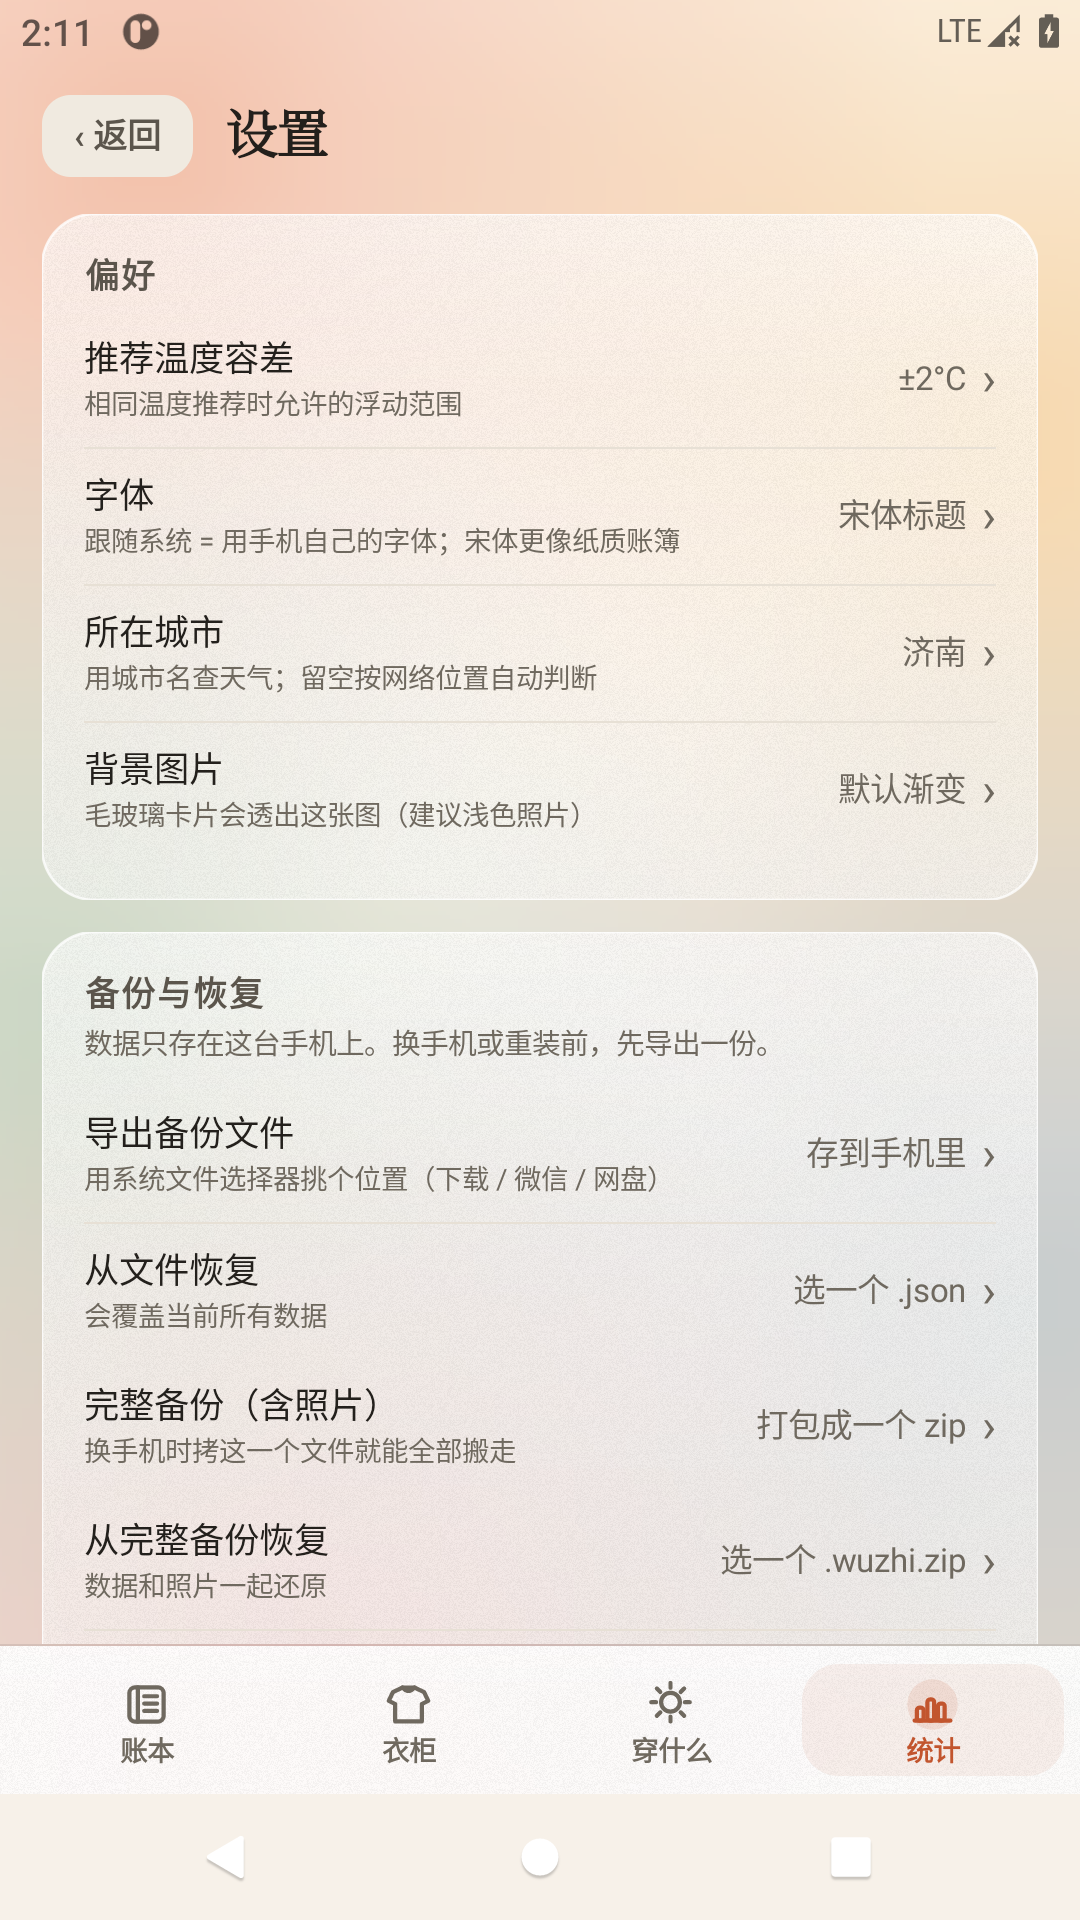 2:11
LTE
‹ 返回
设置
偏好
推荐温度容差
相同温度推荐时允许的浮动范围
±2°C ›
字体
跟随系统 = 用手机自己的字体；宋体更像纸质账簿
宋体标题 ›
所在城市
用城市名查天气；留空按网络位置自动判断
济南 ›
背景图片
毛玻璃卡片会透出这张图（建议浅色照片）
默认渐变 ›
备份与恢复
数据只存在这台手机上。换手机或重装前，先导出一份。
导出备份文件
用系统文件选择器挑个位置（下载 / 微信 / 网盘）
存到手机里 ›
从文件恢复
会覆盖当前所有数据
选一个 .json ›
完整备份（含照片）
换手机时拷这一个文件就能全部搬走
打包成一个 zip ›
从完整备份恢复
数据和照片一起还原
选一个 .wuzhi.zip ›
账本
衣柜
穿什么
统计